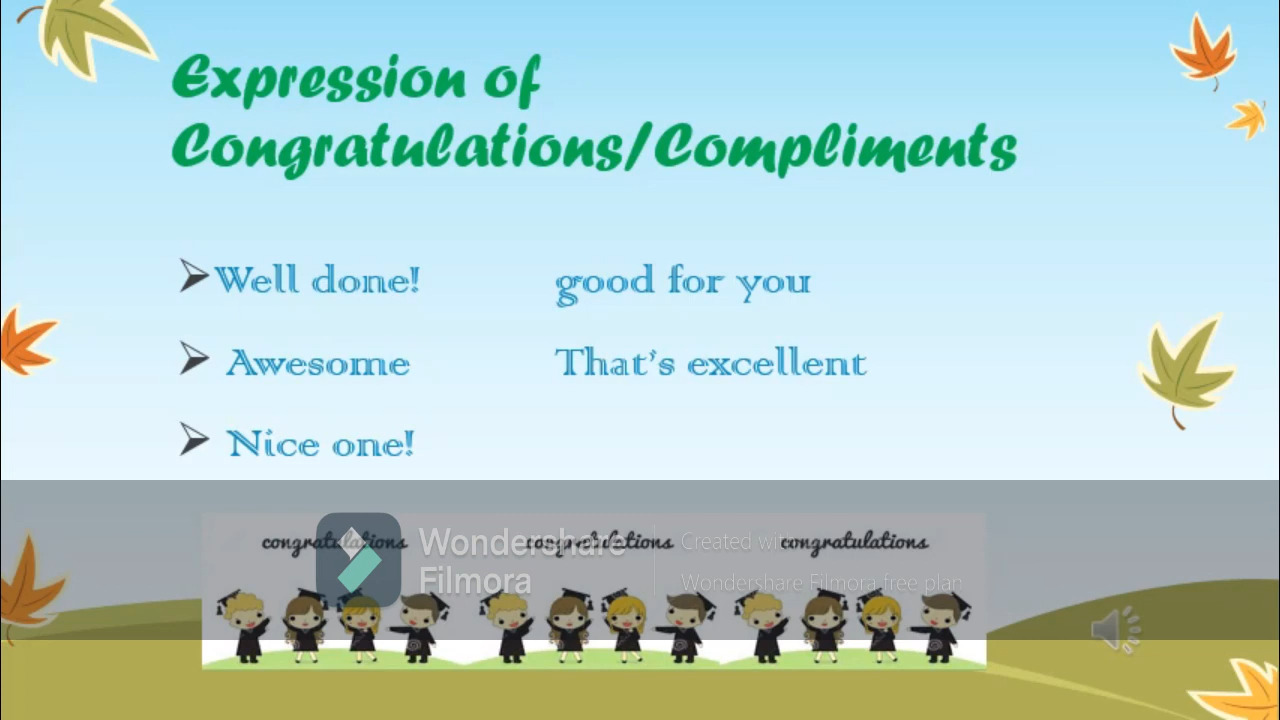 Expression of
Congratulations/Compliments
Well done! good for you
Awesome That's excellent
Nice one!
congratulations congratulations congratulations
Wondershare
Filmora
Created with
Wondershare Filmora free plan